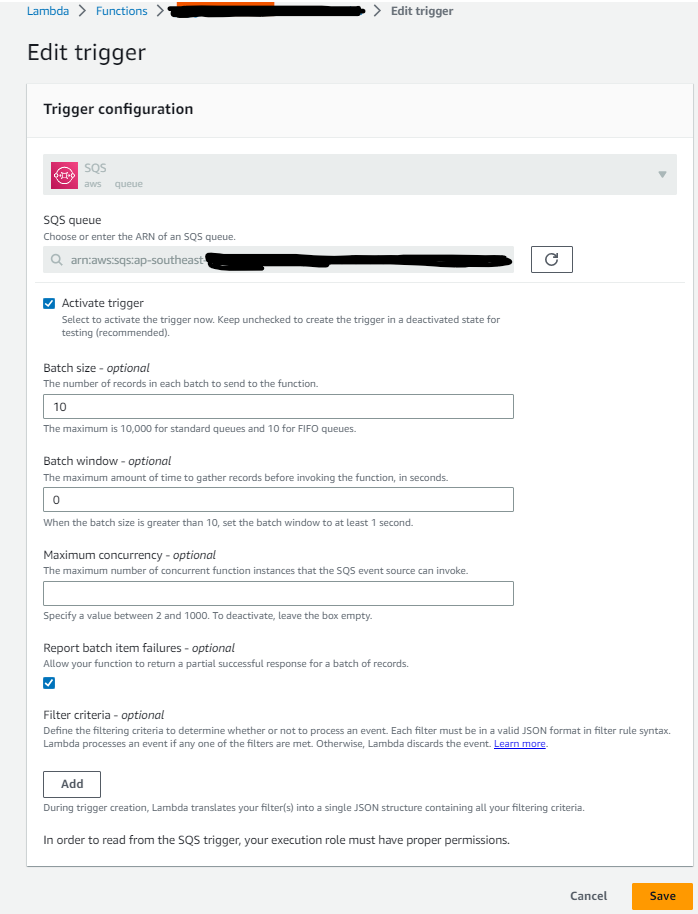 Lambda > Functions > > Edit trigger
Edit trigger
Trigger configuration
SQS
aws queue
SQS queue
Choose or enter the ARN of an SQS queue.
arn:aws:sqs:ap-southeast-
Activate trigger
Select to activate the trigger now. Keep unchecked to create the trigger in a deactivated state for
testing (recommended).
Batch size - optional
The number of records in each batch to send to the function.
10
The maximum is 10,000 for standard queues and 10 for FIFO queues.
Batch window - optional
The maximum amount of time to gather records before invoking the function, in seconds.
0
When the batch size is greater than 10, set the batch window to at least 1 second.
Maximum concurrency - optional
The maximum number of concurrent function instances that the SQS event source can invoke.
Specify a value between 2 and 1000. To deactivate, leave the box empty.
Report batch item failures - optional
Allow your function to return a partial successful response for a batch of records.
Filter criteria - optional
Define the filtering criteria to determine whether or not to process an event. Each filter must be in a valid JSON format in filter rule syntax.
Lambda processes an event if any one of the filters are met. Otherwise, Lambda discards the event. Learn more.
Add
During trigger creation, Lambda translates your filter(s) into a single JSON structure containing all your filtering criteria.
In order to read from the SQS trigger, your execution role must have proper permissions.
Cancel Save